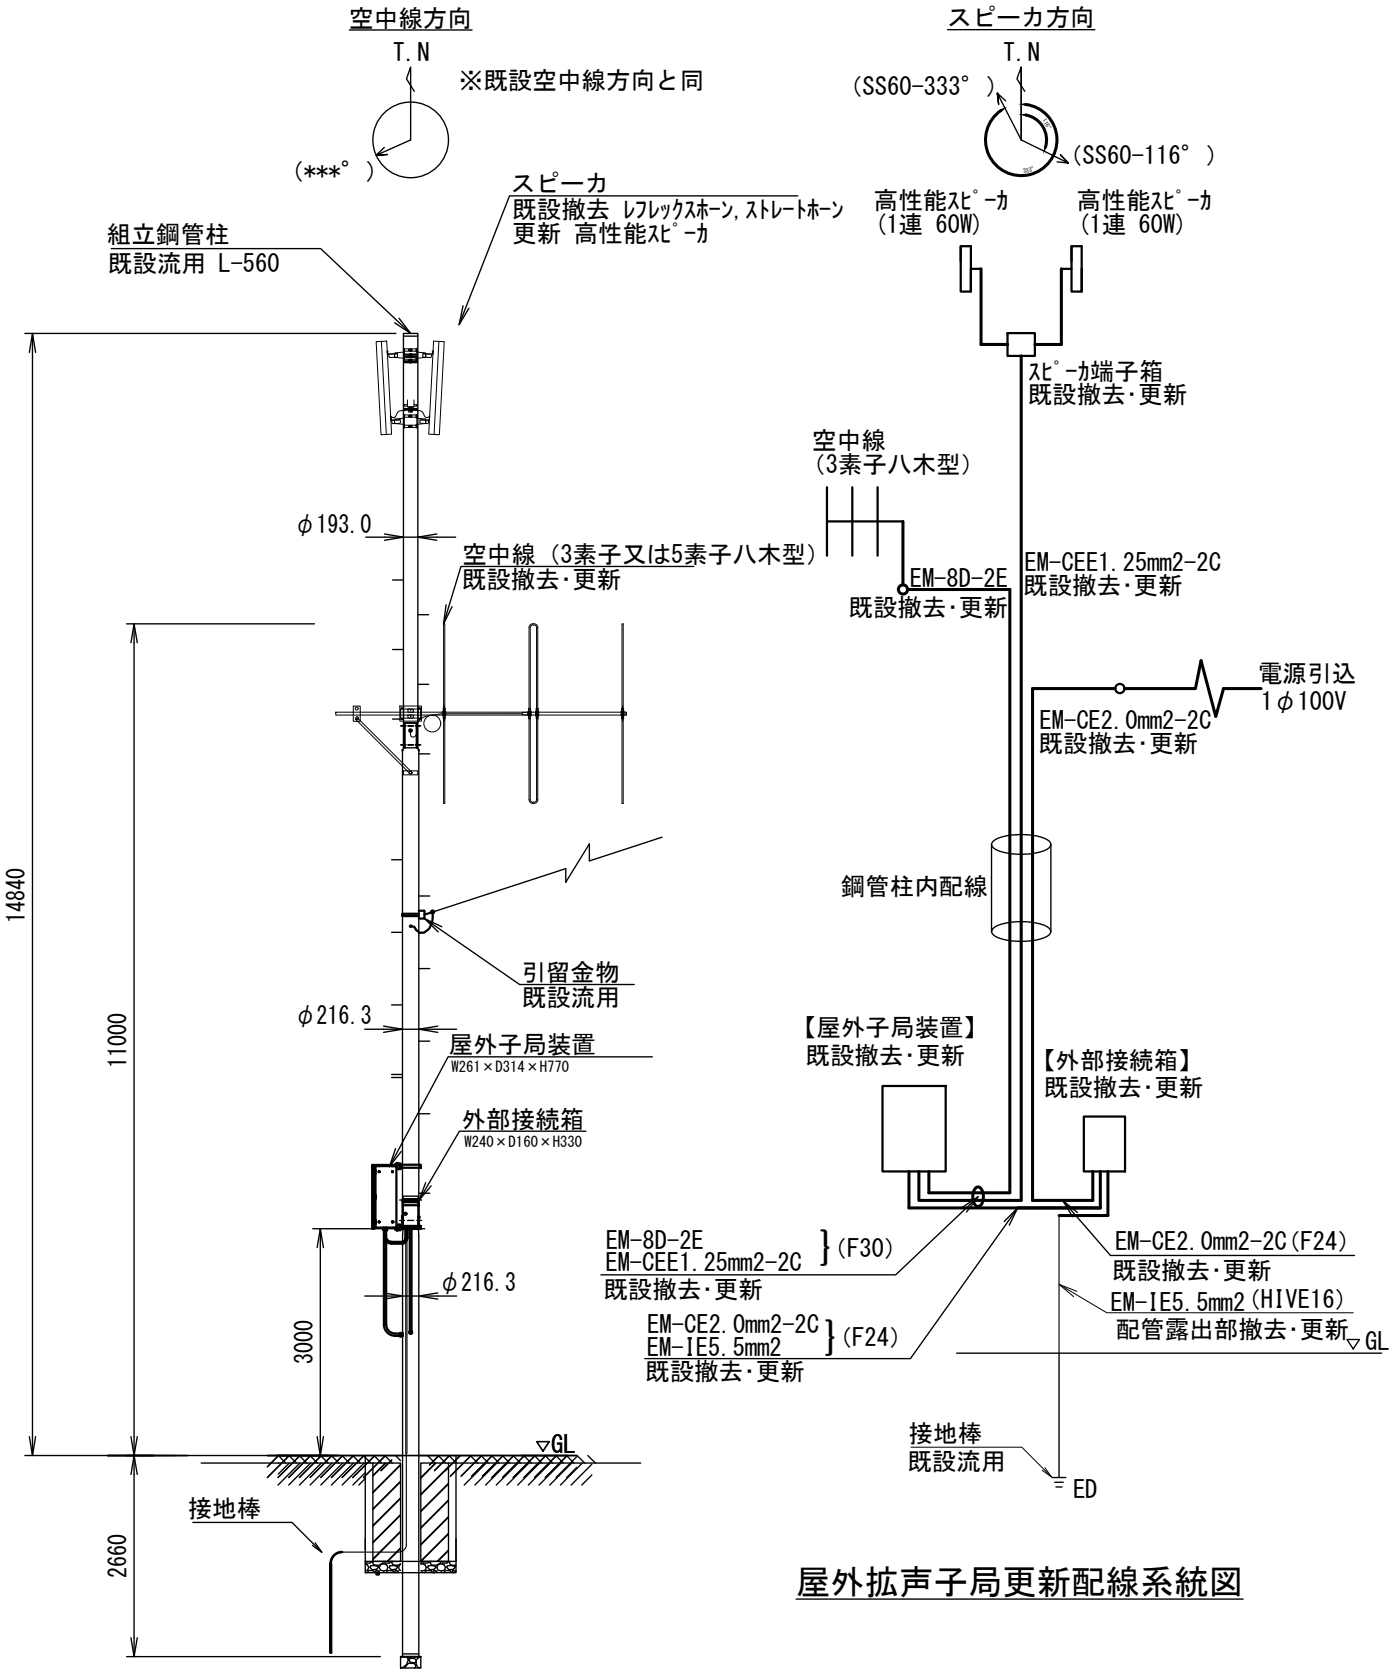 空中線方向
T.N
※既設空中線方向と同
(***°)
スピーカ方向
T.N
(SS60-333°)
(SS60-116°)
116°
333°
高性能スピーカ
(1連 60W)
高性能スピーカ
(1連 60W)
スピーカ
既設撤去 レフレックスホーン,ストレートホーン
更新 高性能スピーカ
組立鋼管柱
既設流用 L-560
スピーカ端子箱
既設撤去・更新
空中線
(3素子八木型)
φ193.0
空中線 (3素子又は5素子八木型)
既設撤去・更新
EM-8D-2E
既設撤去・更新
EM-CEE1.25mm2-2C
既設撤去・更新
電源引込
1φ100V
EM-CE2.0mm2-2C
既設撤去・更新
14840
鋼管柱内配線
引留金物
既設流用
11000
φ216.3
屋外子局装置
W261×D314×H770
外部接続箱
W240×D160×H330
【屋外子局装置】
既設撤去・更新
【外部接続箱】
既設撤去・更新
EM-8D-2E
EM-CEE1.25mm2-2C
}(F30)
既設撤去・更新
EM-CE2.0mm2-2C(F24)
既設撤去・更新
EM-IE5.5mm2(HIVE16)
配管露出部撤去・更新
φ216.3
3000
EM-CE2.0mm2-2C
EM-IE5.5mm2
}(F24)
既設撤去・更新
▽GL
▽GL
接地棒
既設流用
ED
接地棒
2660
屋外拡声子局更新配線系統図